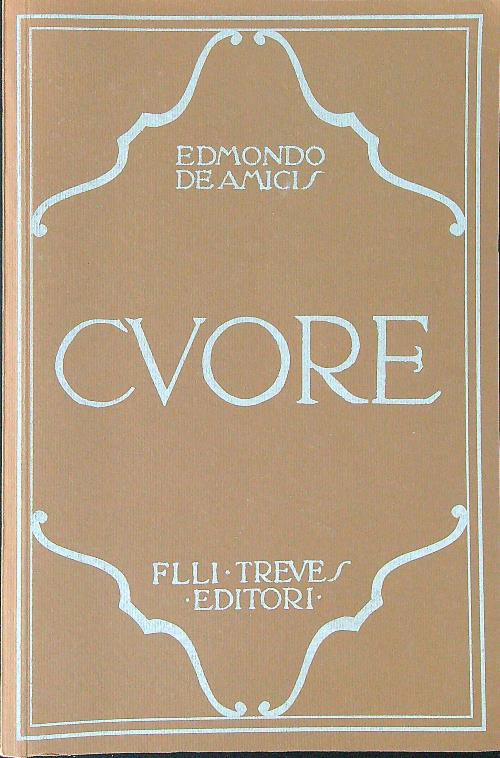 EDMONDO
DE AMICIS
CVORE
FLLI·TREVES
·EDITORI·